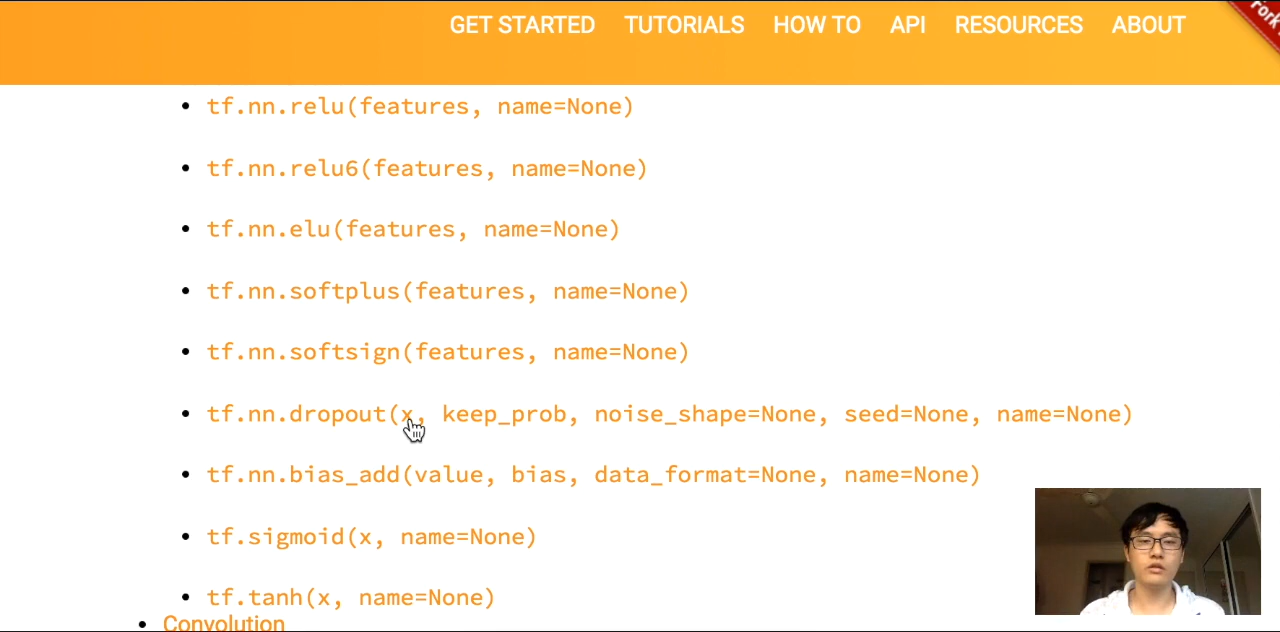 GET STARTED TUTORIALS HOW TO API RESOURCES ABOUT
Fork
tf.nn.relu(features, name=None)
tf.nn.relu6(features, name=None)
tf.nn.elu(features, name=None)
tf.nn.softplus(features, name=None)
tf.nn.softsign(features, name=None)
tf.nn.dropout(x, keep_prob, noise_shape=None, seed=None, name=None)
tf.nn.bias_add(value, bias, data_format=None, name=None)
tf.sigmoid(x, name=None)
tf.tanh(x, name=None)
Convolution